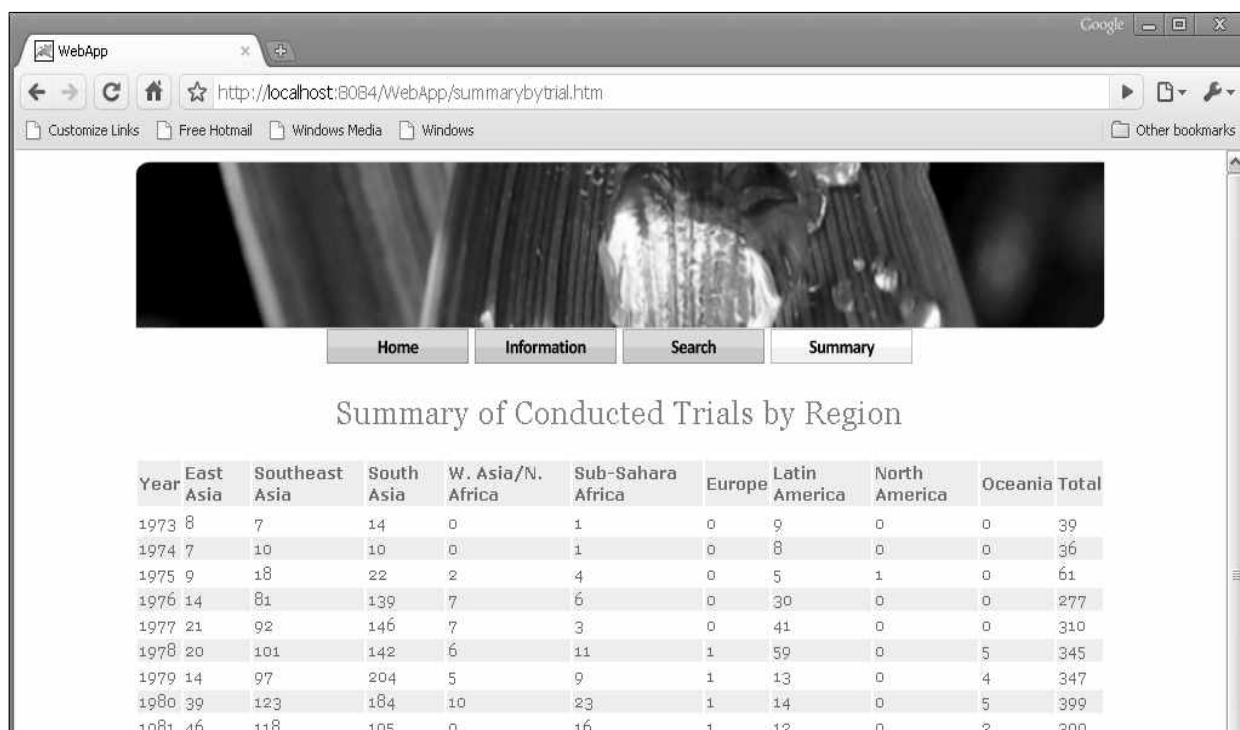 Google
WebApp
http://localhost:8084/WebApp/summarybytrial.htm
Customize Links Free Hotmail Windows Media Windows Other bookmarks
Home Information Search Summary
Summary of Conducted Trials by Region
Year East Asia Southeast Asia South Asia W. Asia/N. Africa Sub-Sahara Africa Europe Latin America North America Oceania Total
1973 8 7 14 0 1 0 9 0 0 39
1974 7 10 10 0 1 0 8 0 0 36
1975 9 18 22 2 4 0 5 1 0 61
1976 14 81 139 7 6 0 30 0 0 277
1977 21 92 146 7 3 0 41 0 0 310
1978 20 101 142 6 11 1 59 0 5 345
1979 14 97 204 5 9 1 13 0 4 347
1980 39 123 184 10 23 1 14 0 5 399
1981 46 118 16 1